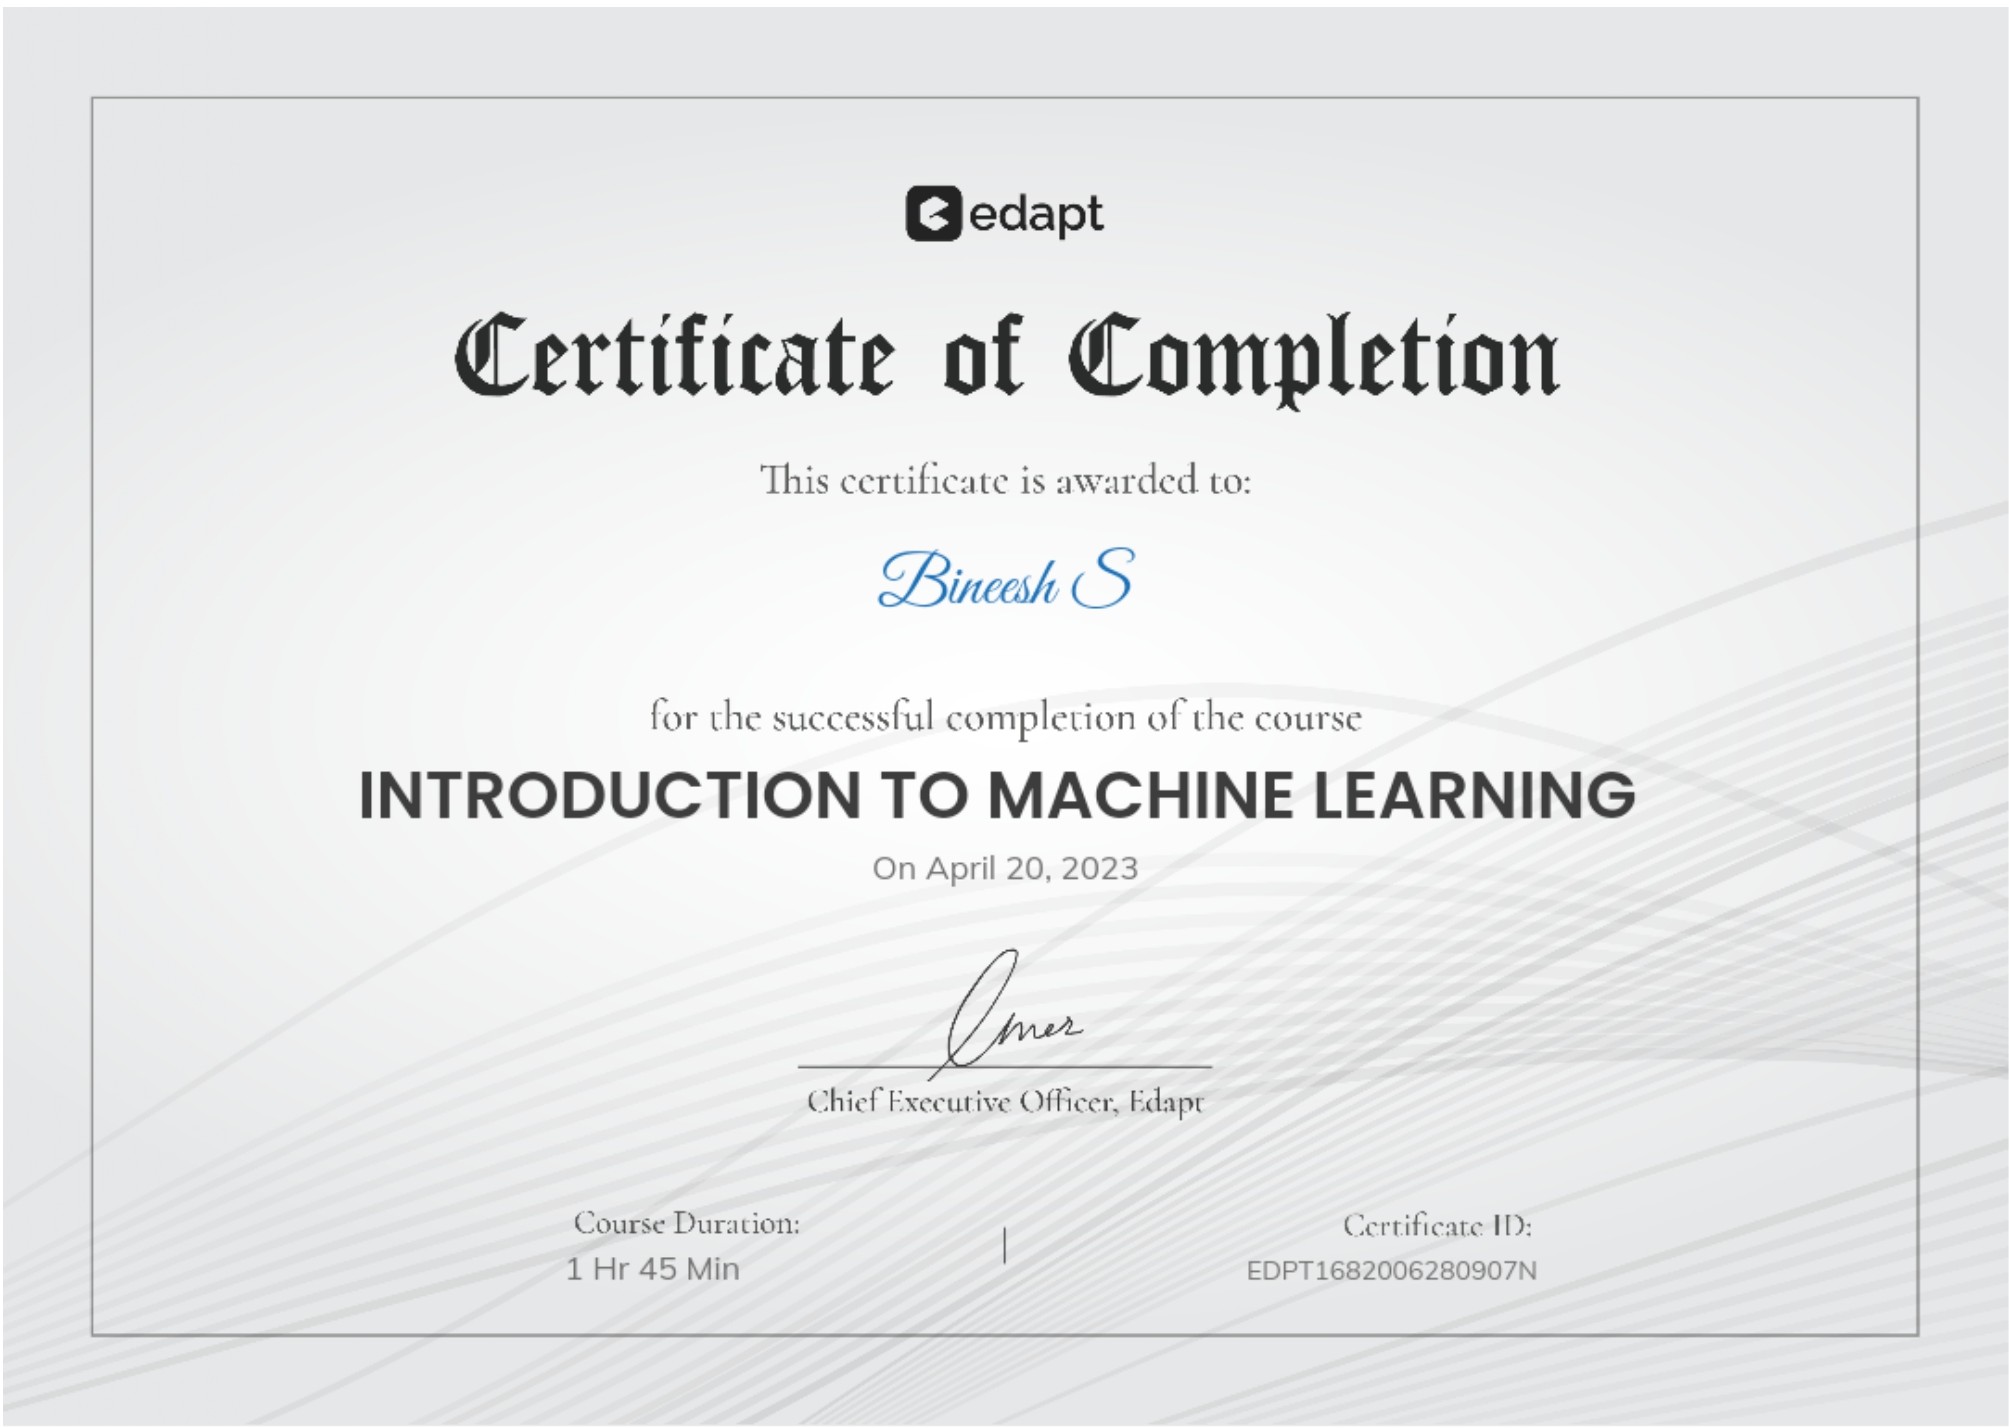 edapt
Certificate of Completion
This certificate is awarded to:
Bineesh S
for the successful completion of the course
INTRODUCTION TO MACHINE LEARNING
On April 20, 2023
Chief Executive Officer, Edapt
Course Duration:
1 Hr 45 Min
Certificate ID:
EDPT1682006280907N